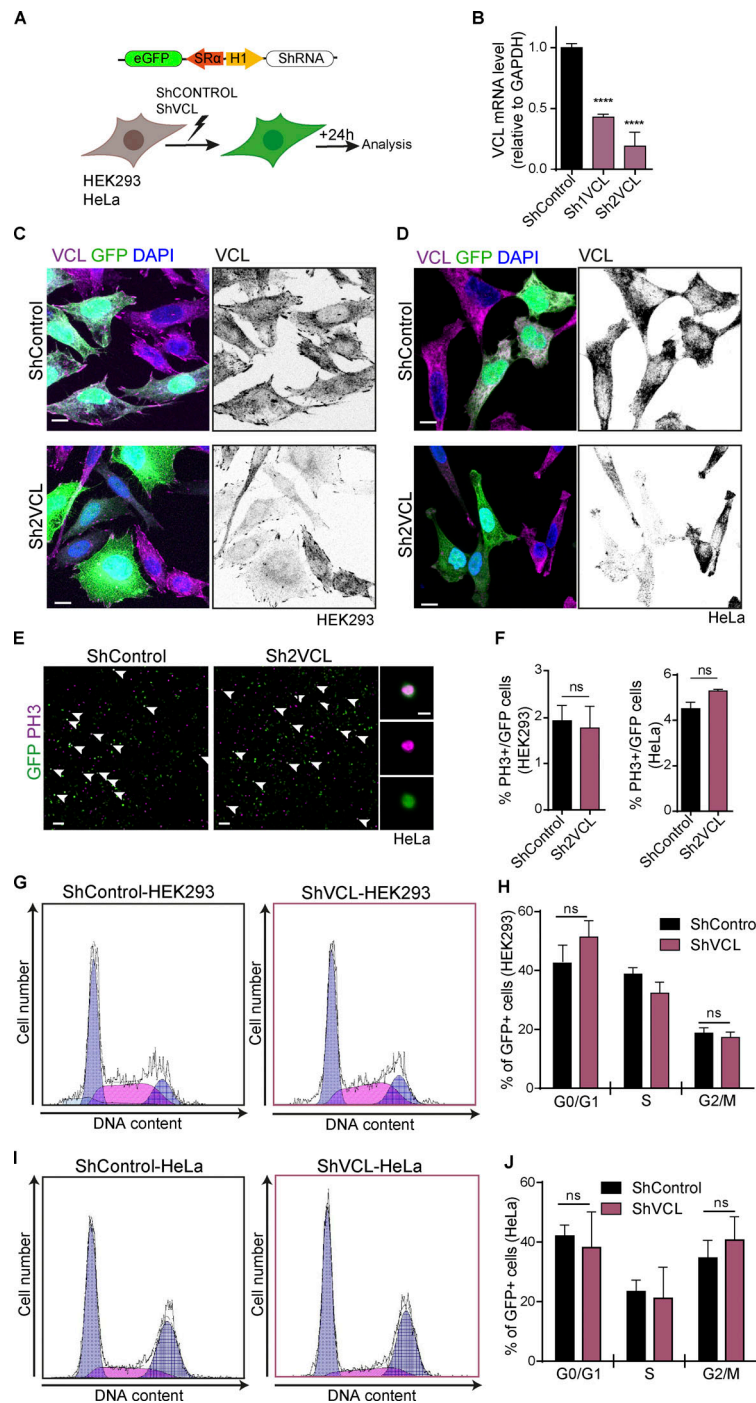 A
eGFP SRα H1 ShRNA
ShCONTROL
ShVCL
+24h
Analysis
HEK293
HeLa
B
VCL mRNA level
(relative to GAPDH)
1.0
0.5
0.0
****
****
ShControl
Sh1VCL
Sh2VCL
C
VCL GFP DAPI
VCL
ShControl
Sh2VCL
HEK293
D
VCL GFP DAPI
VCL
ShControl
Sh2VCL
HeLa
E
ShControl
Sh2VCL
GFP PH3
HeLa
F
% PH3+/GFP cells
(HEK293)
3
2
1
0
ns
ShControl
Sh2VCL
% PH3+/GFP cells
(HeLa)
8
6
4
2
0
ns
ShControl
Sh2VCL
G
ShControl-HEK293
Cell number
DNA content
ShVCL-HEK293
Cell number
DNA content
H
% of GFP+ cells (HEK293)
60
40
20
0
ns
ns
ShContro
ShVCL
G0/G1
S
G2/M
I
ShControl-HeLa
Cell number
DNA content
ShVCL-HeLa
Cell number
DNA content
J
% of GFP+ cells (HeLa)
60
40
20
0
ns
ns
ShControl
ShVCL
G0/G1
S
G2/M